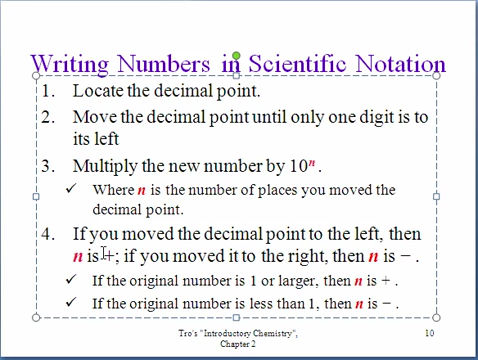 Writing Numbers in Scientific Notation
1. Locate the decimal point.
2. Move the decimal point until only one digit is to
its left
3. Multiply the new number by 10ⁿ .
✓ Where n is the number of places you moved the
decimal point.
4. If you moved the decimal point to the left, then
n is +; if you moved it to the right, then n is − .
✓ If the original number is 1 or larger, then n is + .
✓ If the original number is less than 1, then n is − .
Tro's "Introductory Chemistry", 10
Chapter 2